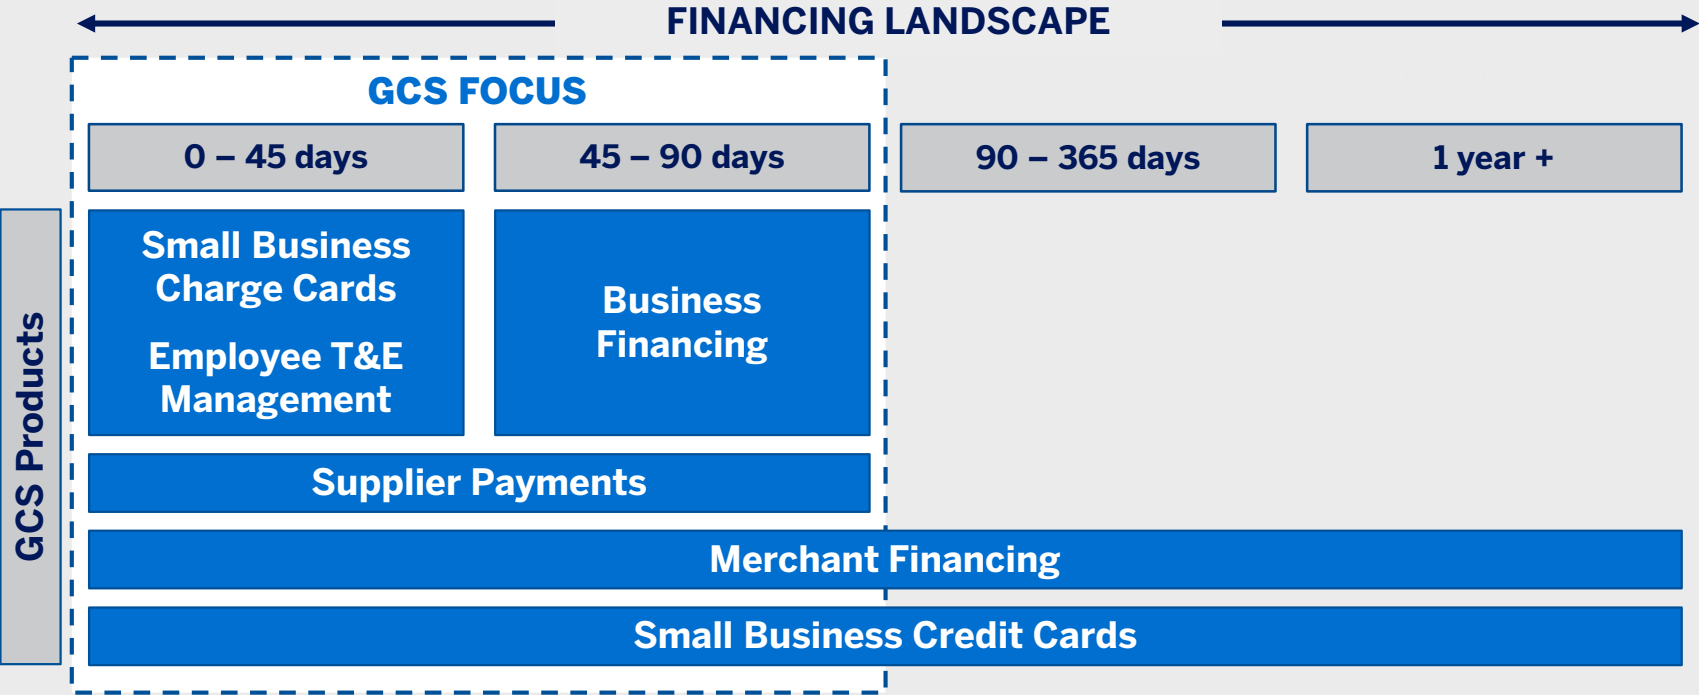 FINANCING LANDSCAPE
GCS FOCUS
0 – 45 days
45 – 90 days
90 – 365 days
1 year +
GCS Products
Small Business
Charge Cards
Employee T&E
Management
Business
Financing
Supplier Payments
Merchant Financing
Small Business Credit Cards